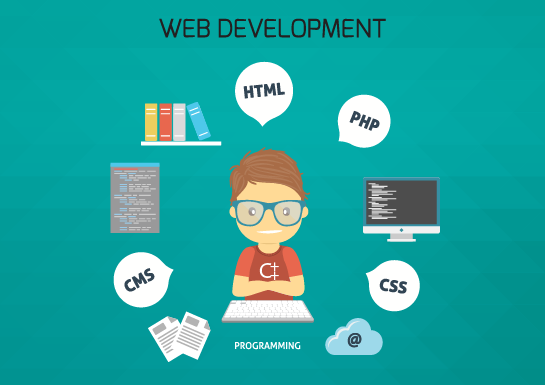 WEB DEVELOPMENT
HTML
PHP
CMS
C‡
CSS
@
PROGRAMMING